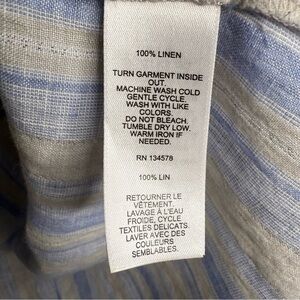 100% LINEN
TURN GARMENT INSIDE
OUT.
MACHINE WASH COLD
GENTLE CYCLE.
WASH WITH LIKE
COLORS.
DO NOT BLEACH.
TUMBLE DRY LOW.
WARM IRON IF
NEEDED.
RN 134578
100% LIN
RETOURNER LE
VÊTEMENT.
LAVAGE À L'EAU
FROIDE, CYCLE
TEXTILES DÉLICATS.
LAVER AVEC DES
COULEURS
SEMBLABLES.